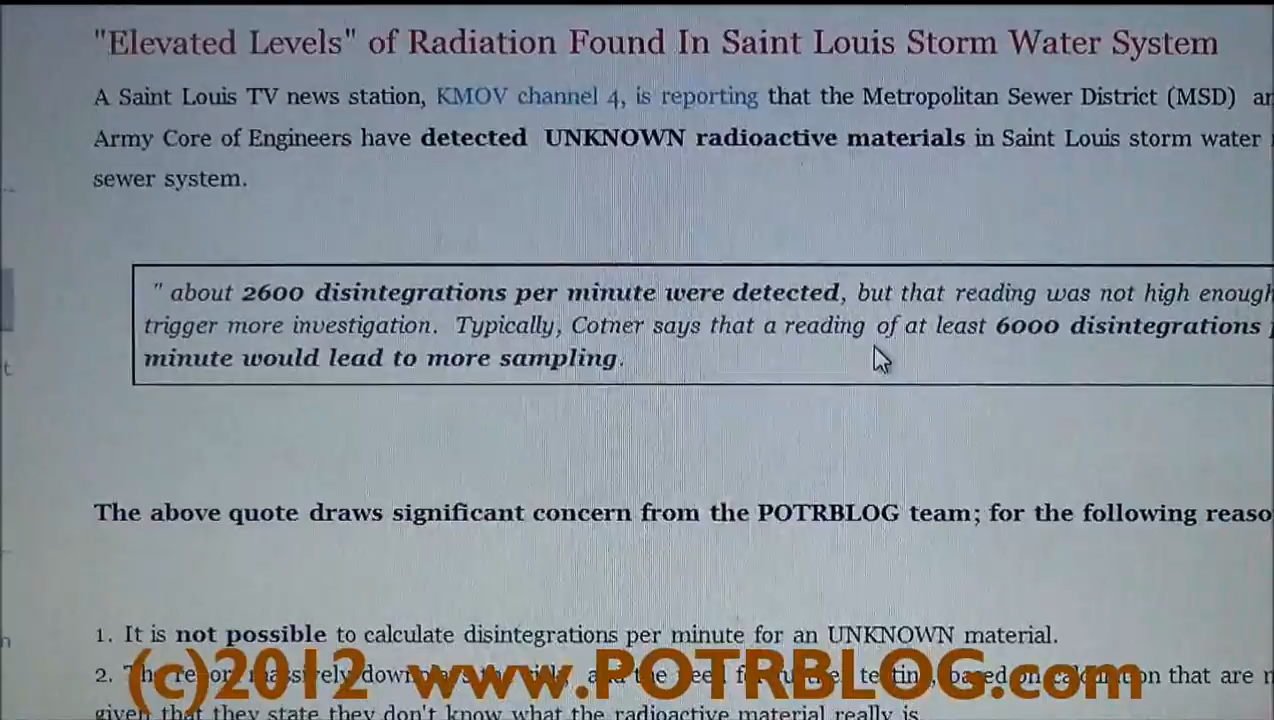 "Elevated Levels" of Radiation Found In Saint Louis Storm Water System
A Saint Louis TV news station, KMOV channel 4, is reporting that the Metropolitan Sewer District (MSD)
Army Core of Engineers have detected UNKNOWN radioactive materials in Saint Louis storm water
sewer system.
" about 2600 disintegrations per minute were detected, but that reading was not high enough
trigger more investigation. Typically, Cotner says that a reading of at least 6000 disintegrations
minute would lead to more sampling.
The above quote draws significant concern from the POTRBLOG team; for the following
1. It is not possible to calculate disintegrations per minute for an UNKNOWN material.
2. that are
given that they state they don't know what the radioactive material really is
(c)2012 www.POTRBLOG.com